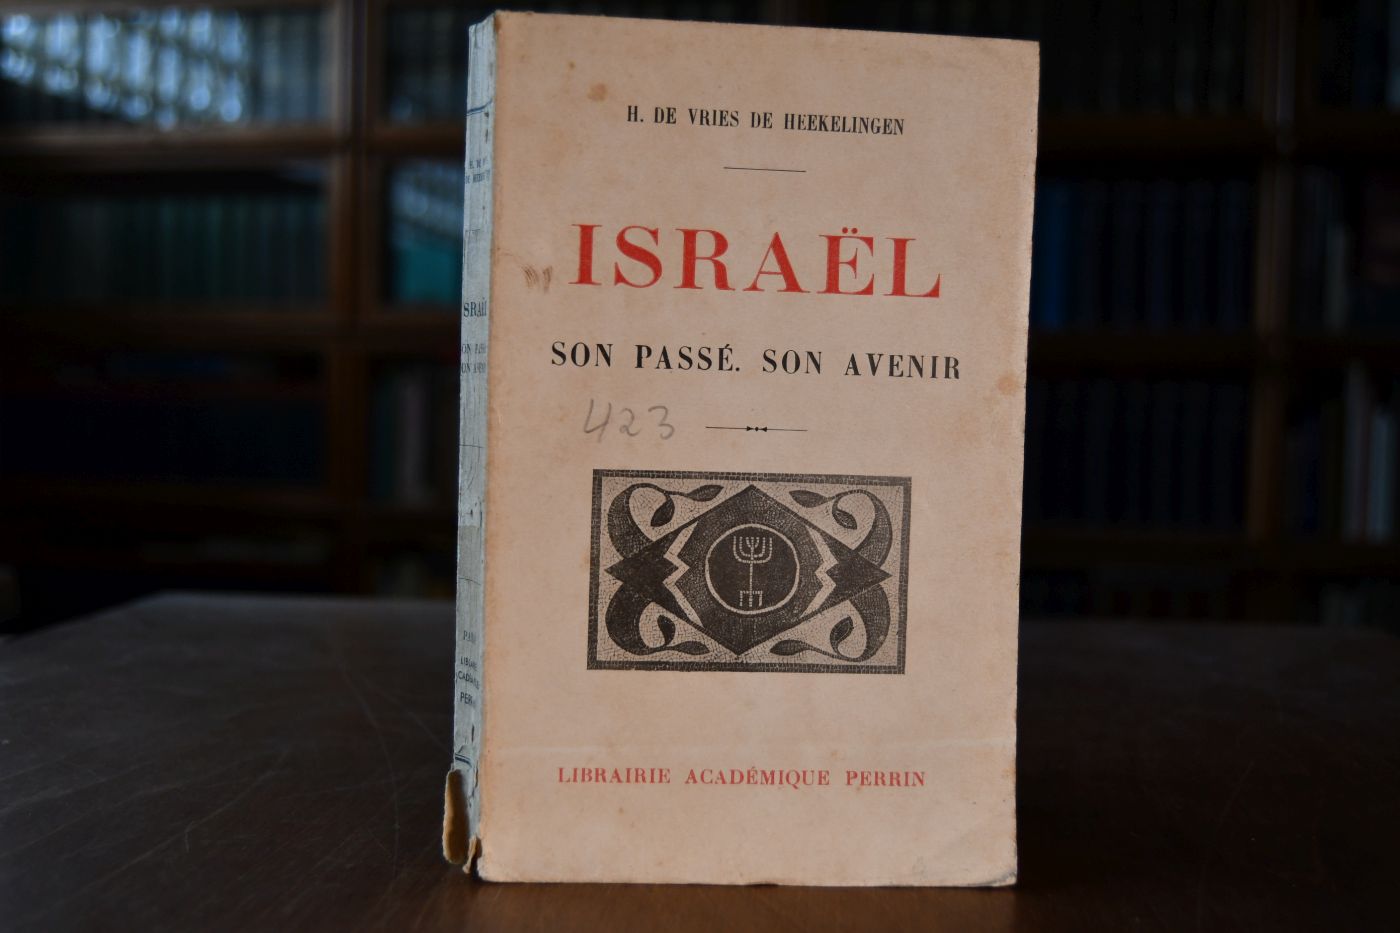 H. DE VRIES DE HEEKELINGEN
ISRAËL
SON PASSÉ. SON AVENIR
423
LIBRAIRIE ACADÉMIQUE PERRIN